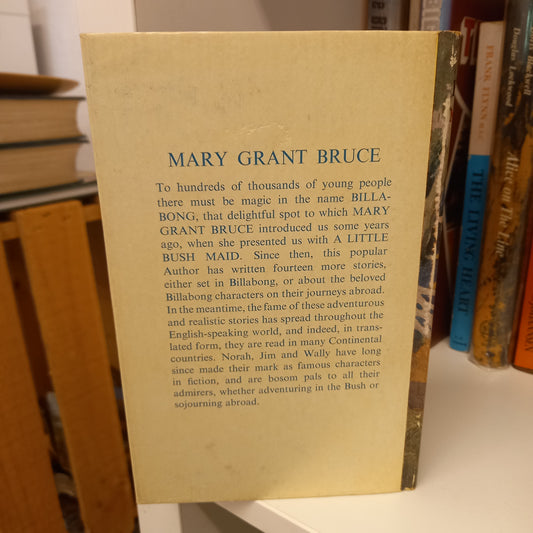 MARY GRANT BRUCE
To hundreds of thousands of young people
there must be magic in the name BILLA-
BONG, that delightful spot to which MARY
GRANT BRUCE introduced us some years
ago, when she presented us with A LITTLE
BUSH MAID. Since then, this popular
Author has written fourteen more stories,
either set in Billabong, or about the beloved
Billabong characters on their journeys abroad.
In the meantime, the fame of these adventurous
and realistic stories has spread throughout the
English-speaking world, and indeed, in trans-
lated form, they are read in many Continental
countries. Norah, Jim and Wally have long
since made their mark as famous characters
in fiction, and are bosom pals to all their
admirers, whether adventuring in the Bush or
sojourning abroad.
FRANK FLYNN
THE LIVING HEART
Douglas Lockwood